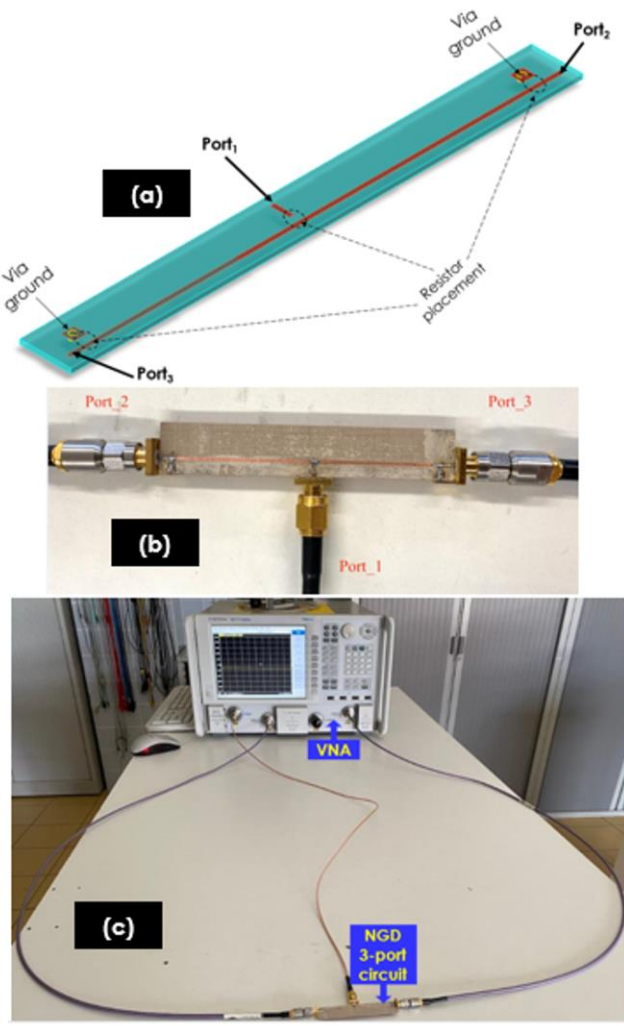 Via
ground
Port2
Port1
(a)
Via
ground
Resistor
placement
Port3
Port_2
Port_3
(b)
Port_1
VNA
(c)
NGD
3-port
circuit